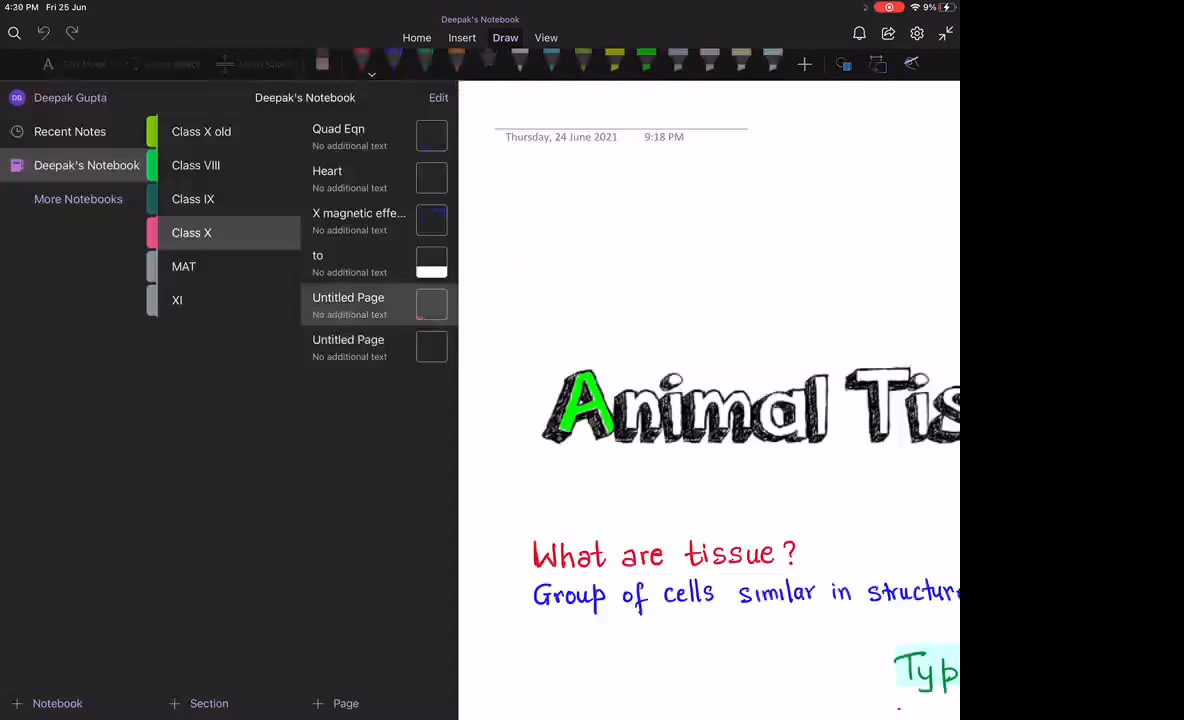 4:30 PM Fri 25 Jun
9%
Deepak's Notebook
Home Insert Draw View
Deepak Gupta
Deepak's Notebook
Edit
Recent Notes
Deepak's Notebook
More Notebooks
Class X old
Class VIII
Class IX
Class X
MAT
XI
Quad Eqn
No additional text
Heart
No additional text
X magnetic effe...
No additional text
to
No additional text
Untitled Page
No additional text
Untitled Page
No additional text
Thursday, 24 June 2021 9:18 PM
Animal Tis
What are tissue?
Group of cells similar in structur
Typ
Notebook
Section
Page